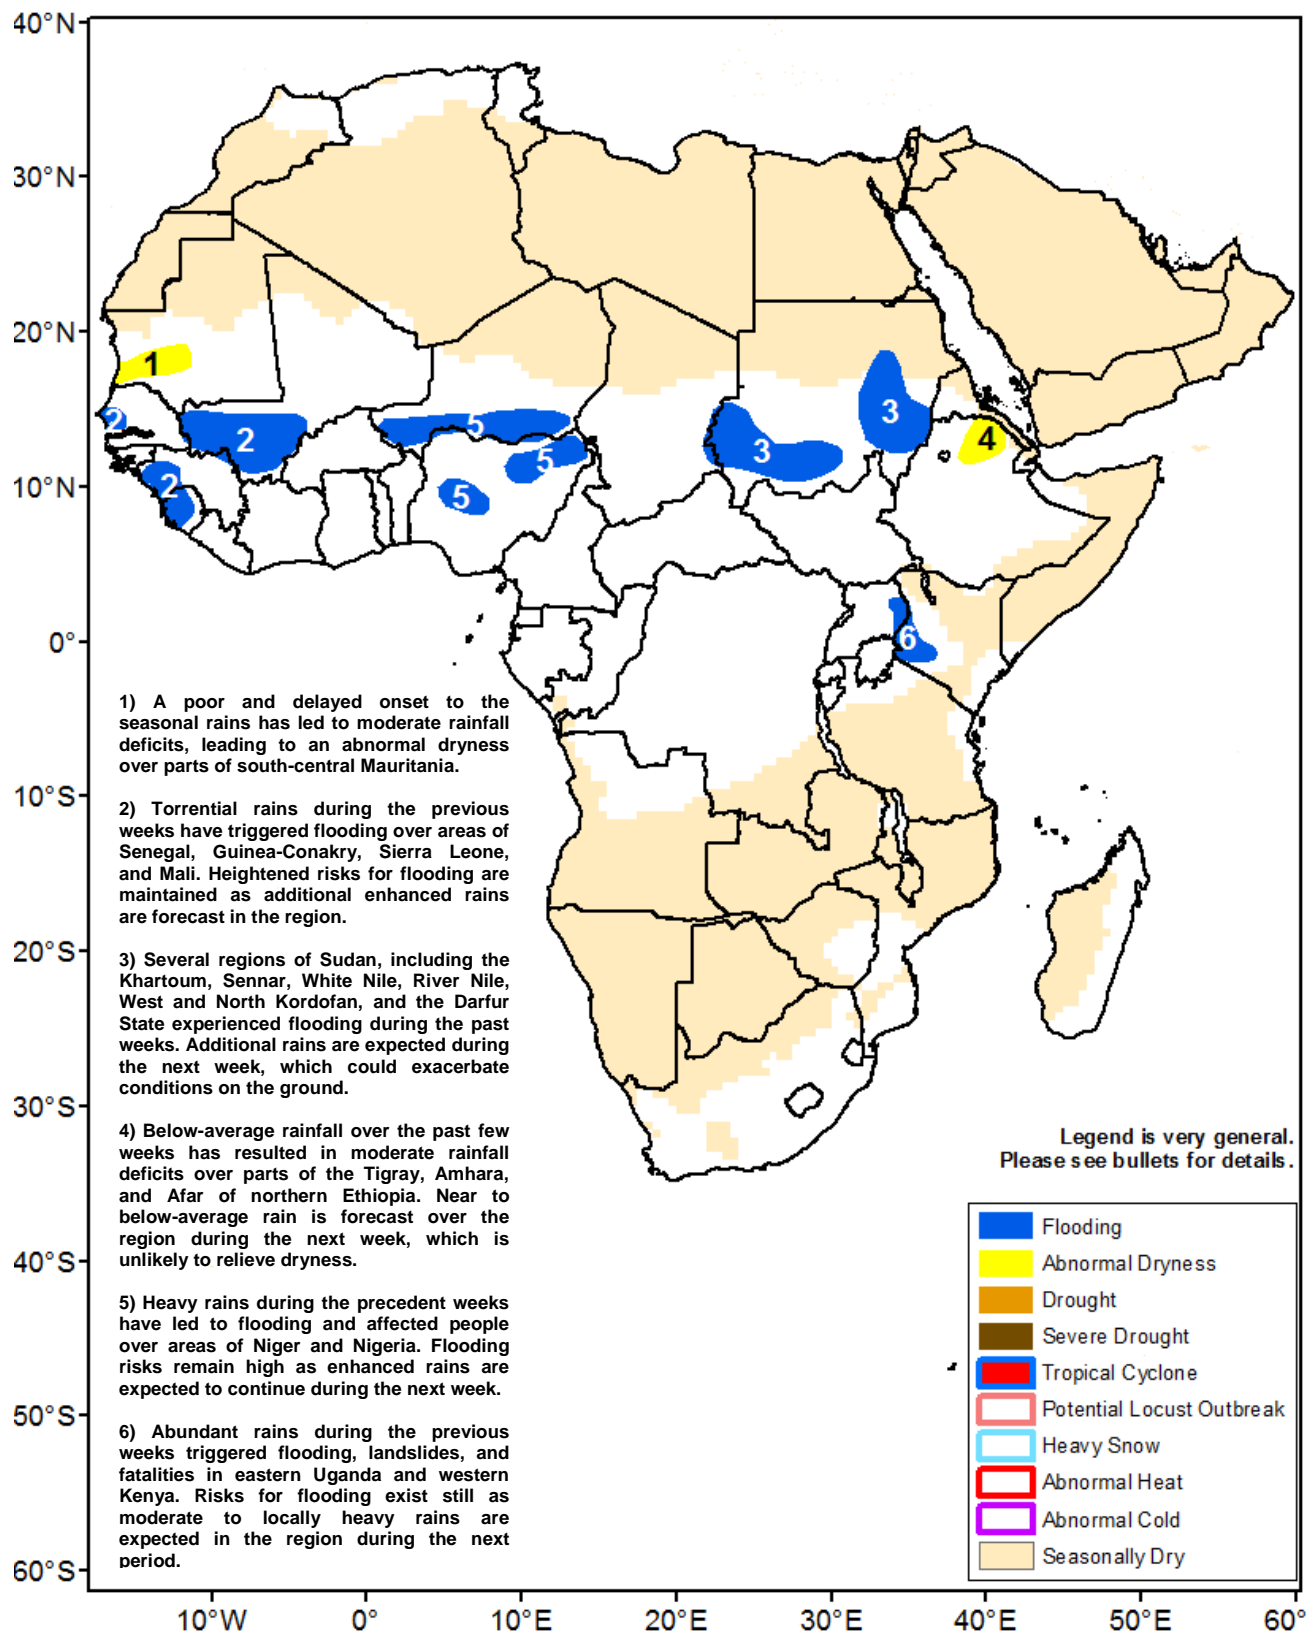 40°N
30°N
20°N
10°N
0°
10°S
20°S
30°S
40°S
50°S
60°S
1
2
2
2
5
5
5
3
3
4
6
1) A poor and delayed onset to the
seasonal rains has led to moderate rainfall
deficits, leading to an abnormal dryness
over parts of south-central Mauritania.
2) Torrential rains during the previous
weeks have triggered flooding over areas of
Senegal, Guinea-Conakry, Sierra Leone,
and Mali. Heightened risks for flooding are
maintained as additional enhanced rains
are forecast in the region.
3) Several regions of Sudan, including the
Khartoum, Sennar, White Nile, River Nile,
West and North Kordofan, and the Darfur
State experienced flooding during the past
weeks. Additional rains are expected during
the next week, which could exacerbate
conditions on the ground.
4) Below-average rainfall over the past few
weeks has resulted in moderate rainfall
deficits over parts of the Tigray, Amhara,
and Afar of northern Ethiopia. Near to
below-average rain is forecast over the
region during the next week, which is
unlikely to relieve dryness.
5) Heavy rains during the precedent weeks
have led to flooding and affected people
over areas of Niger and Nigeria. Flooding
risks remain high as enhanced rains are
expected to continue during the next week.
6) Abundant rains during the previous
weeks triggered flooding, landslides, and
fatalities in eastern Uganda and western
Kenya. Risks for flooding exist still as
moderate to locally heavy rains are
expected in the region during the next
period.
Legend is very general.
Please see bullets for details.
Flooding
Abnormal Dryness
Drought
Severe Drought
Tropical Cyclone
Potential Locust Outbreak
Heavy Snow
Abnormal Heat
Abnormal Cold
Seasonally Dry
10°W
0°
10°E
20°E
30°E
40°E
50°E
60°